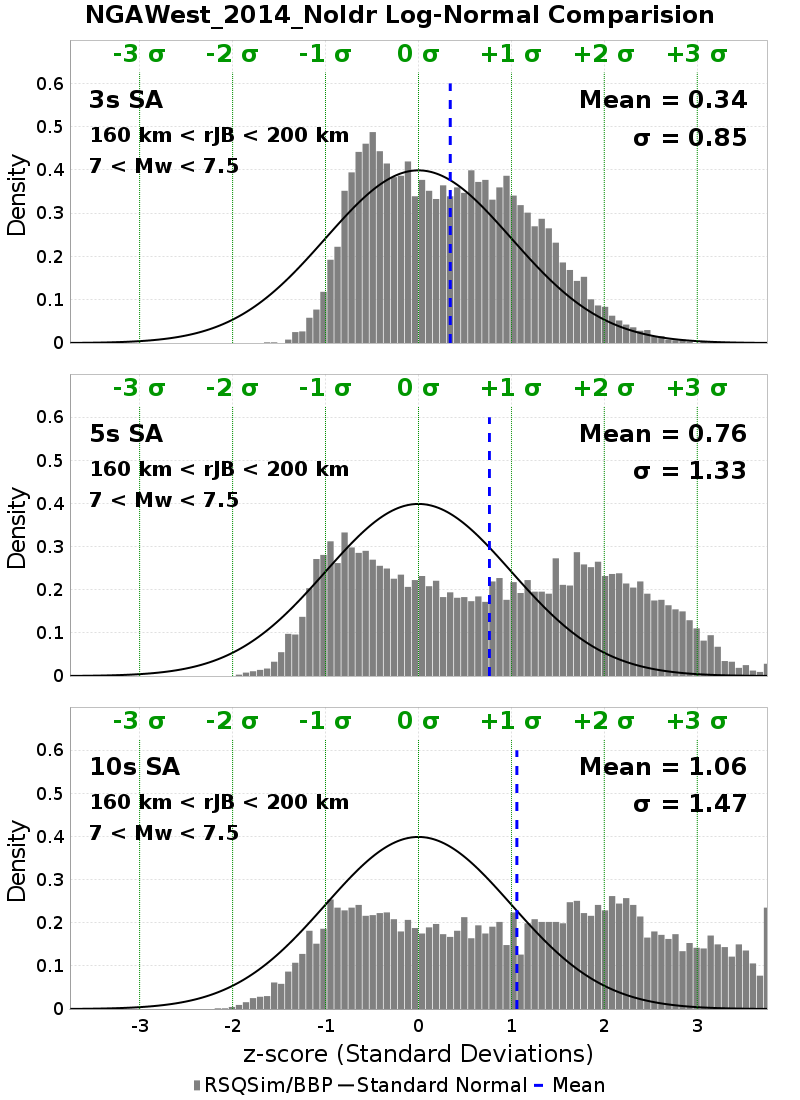 NGAWest_2014_NoIdr Log-Normal Comparision
-3 σ -2 σ -1 σ 0 σ +1 σ +2 σ +3 σ
0.6
3s SA
Mean = 0.34
0.5
160 km < rJB < 200 km
σ = 0.85
7 < Mw < 7.5
0.4
0.3
0.2
0.1
0
Density
-3 σ -2 σ -1 σ 0 σ +1 σ +2 σ +3 σ
0.6
5s SA
Mean = 0.76
0.5
160 km < rJB < 200 km
σ = 1.33
7 < Mw < 7.5
0.4
0.3
0.2
0.1
0
Density
-3 σ -2 σ -1 σ 0 σ +1 σ +2 σ +3 σ
0.6
10s SA
Mean = 1.06
0.5
160 km < rJB < 200 km
σ = 1.47
7 < Mw < 7.5
0.4
0.3
0.2
0.1
0
Density
-3 -2 -1 0 1 2 3
z-score (Standard Deviations)
RSQSim/BBP Standard Normal Mean